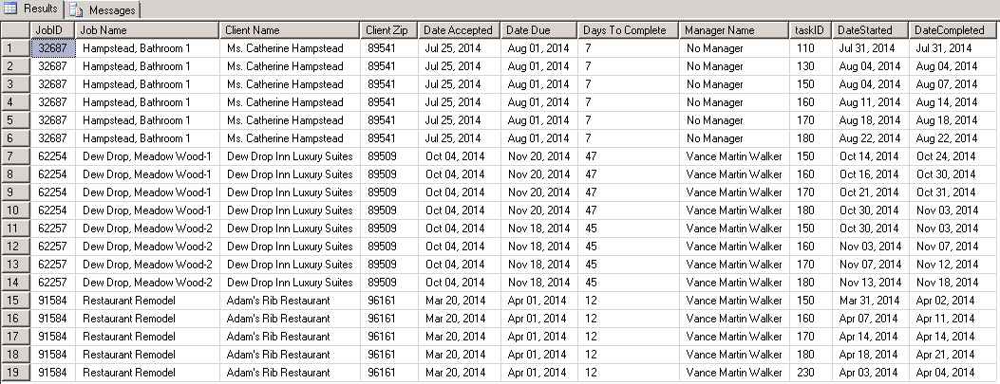 Results Messages
JobID Job Name Client Name Client Zip Date Accepted Date Due Days To Complete Manager Name taskID DateStarted DateCompleted
1 32687 Hampstead, Bathroom 1 Ms. Catherine Hampstead 89541 Jul 25, 2014 Aug 01, 2014 7 No Manager 110 Jul 31, 2014 Jul 31, 2014
2 32687 Hampstead, Bathroom 1 Ms. Catherine Hampstead 89541 Jul 25, 2014 Aug 01, 2014 7 No Manager 130 Aug 04, 2014 Aug 04, 2014
3 32687 Hampstead, Bathroom 1 Ms. Catherine Hampstead 89541 Jul 25, 2014 Aug 01, 2014 7 No Manager 150 Aug 04, 2014 Aug 07, 2014
4 32687 Hampstead, Bathroom 1 Ms. Catherine Hampstead 89541 Jul 25, 2014 Aug 01, 2014 7 No Manager 160 Aug 11, 2014 Aug 14, 2014
5 32687 Hampstead, Bathroom 1 Ms. Catherine Hampstead 89541 Jul 25, 2014 Aug 01, 2014 7 No Manager 170 Aug 18, 2014 Aug 18, 2014
6 32687 Hampstead, Bathroom 1 Ms. Catherine Hampstead 89541 Jul 25, 2014 Aug 01, 2014 7 No Manager 180 Aug 22, 2014 Aug 22, 2014
7 62254 Dew Drop, Meadow Wood-1 Dew Drop Inn Luxury Suites 89509 Oct 04, 2014 Nov 20, 2014 47 Vance Martin Walker 150 Oct 14, 2014 Oct 24, 2014
8 62254 Dew Drop, Meadow Wood-1 Dew Drop Inn Luxury Suites 89509 Oct 04, 2014 Nov 20, 2014 47 Vance Martin Walker 160 Oct 16, 2014 Oct 30, 2014
9 62254 Dew Drop, Meadow Wood-1 Dew Drop Inn Luxury Suites 89509 Oct 04, 2014 Nov 20, 2014 47 Vance Martin Walker 170 Oct 21, 2014 Oct 31, 2014
10 62254 Dew Drop, Meadow Wood-1 Dew Drop Inn Luxury Suites 89509 Oct 04, 2014 Nov 20, 2014 47 Vance Martin Walker 180 Oct 30, 2014 Nov 03, 2014
11 62257 Dew Drop, Meadow Wood-2 Dew Drop Inn Luxury Suites 89509 Oct 04, 2014 Nov 18, 2014 45 Vance Martin Walker 150 Oct 30, 2014 Nov 03, 2014
12 62257 Dew Drop, Meadow Wood-2 Dew Drop Inn Luxury Suites 89509 Oct 04, 2014 Nov 18, 2014 45 Vance Martin Walker 160 Nov 03, 2014 Nov 07, 2014
13 62257 Dew Drop, Meadow Wood-2 Dew Drop Inn Luxury Suites 89509 Oct 04, 2014 Nov 18, 2014 45 Vance Martin Walker 170 Nov 07, 2014 Nov 12, 2014
14 62257 Dew Drop, Meadow Wood-2 Dew Drop Inn Luxury Suites 89509 Oct 04, 2014 Nov 18, 2014 45 Vance Martin Walker 180 Nov 13, 2014 Nov 18, 2014
15 91584 Restaurant Remodel Adam's Rib Restaurant 96161 Mar 20, 2014 Apr 01, 2014 12 Vance Martin Walker 150 Mar 31, 2014 Apr 02, 2014
16 91584 Restaurant Remodel Adam's Rib Restaurant 96161 Mar 20, 2014 Apr 01, 2014 12 Vance Martin Walker 160 Apr 07, 2014 Apr 11, 2014
17 91584 Restaurant Remodel Adam's Rib Restaurant 96161 Mar 20, 2014 Apr 01, 2014 12 Vance Martin Walker 170 Apr 14, 2014 Apr 14, 2014
18 91584 Restaurant Remodel Adam's Rib Restaurant 96161 Mar 20, 2014 Apr 01, 2014 12 Vance Martin Walker 180 Apr 18, 2014 Apr 21, 2014
19 91584 Restaurant Remodel Adam's Rib Restaurant 96161 Mar 20, 2014 Apr 01, 2014 12 Vance Martin Walker 230 Apr 03, 2014 Apr 04, 2014